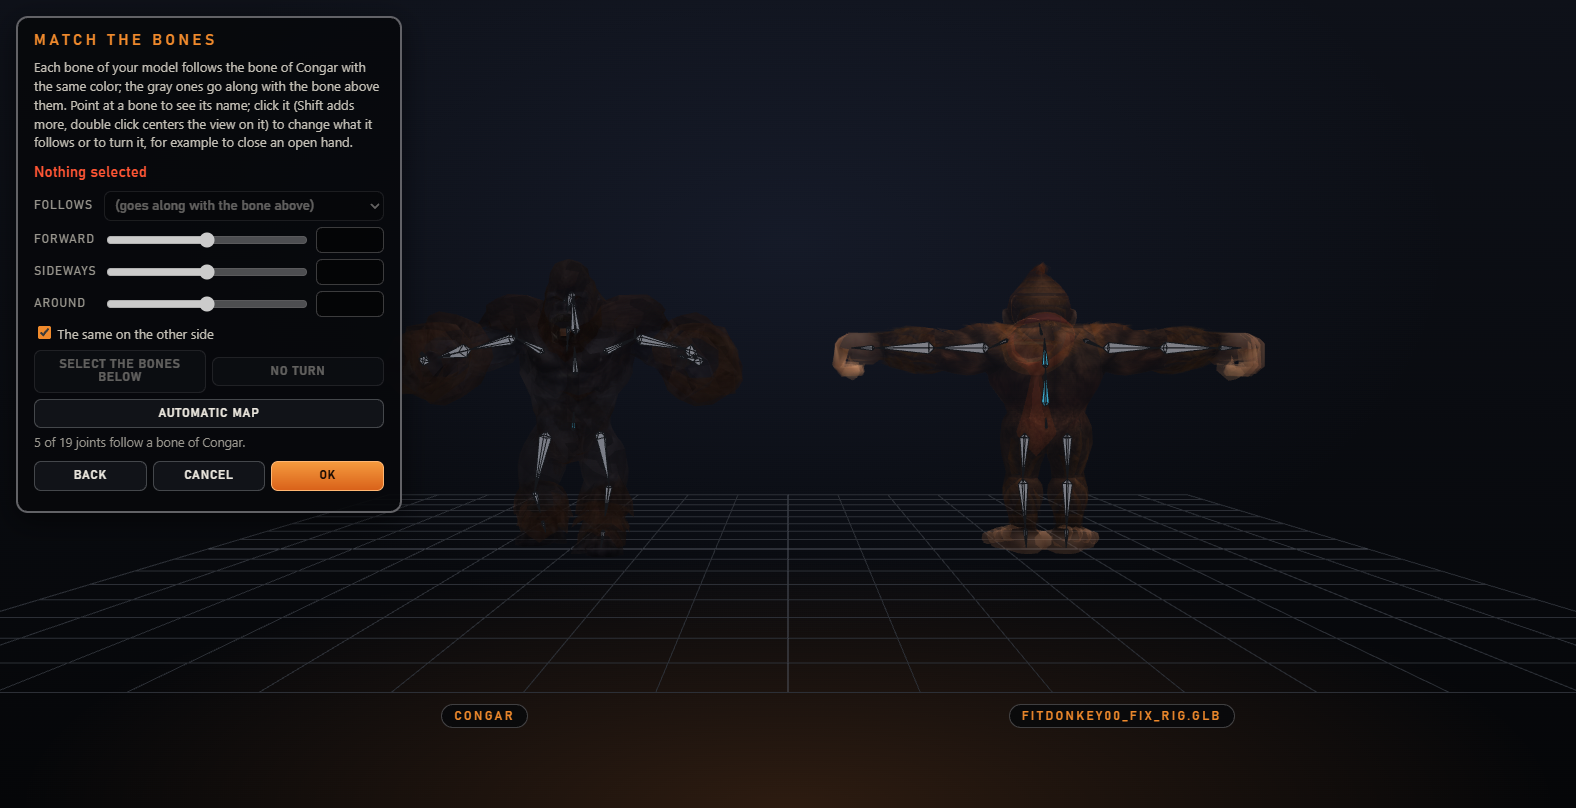 MATCH THE BONES
Each bone of your model follows the bone of Congar with
the same color; the gray ones go along with the bone above
them. Point at a bone to see its name; click it (Shift adds
more, double click centers the view on it) to change what it
follows or to turn it, for example to close an open hand.
Nothing selected
FOLLOWS (goes along with the bone above)
FORWARD
SIDEWAYS
AROUND
The same on the other side
SELECT THE BONES
BELOW
NO TURN
AUTOMATIC MAP
5 of 19 joints follow a bone of Congar.
BACK CANCEL OK
CONGAR FITDONKEY00_FIX_RIG.GLB